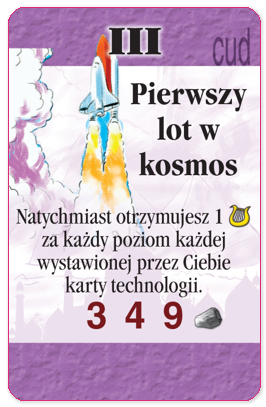 III
cud
Pierwszy
lot w
kosmos
Natychmiast otrzymujesz 1
za każdy poziom każdej
wystawionej przez Ciebie
karty technologii.
3 4 9